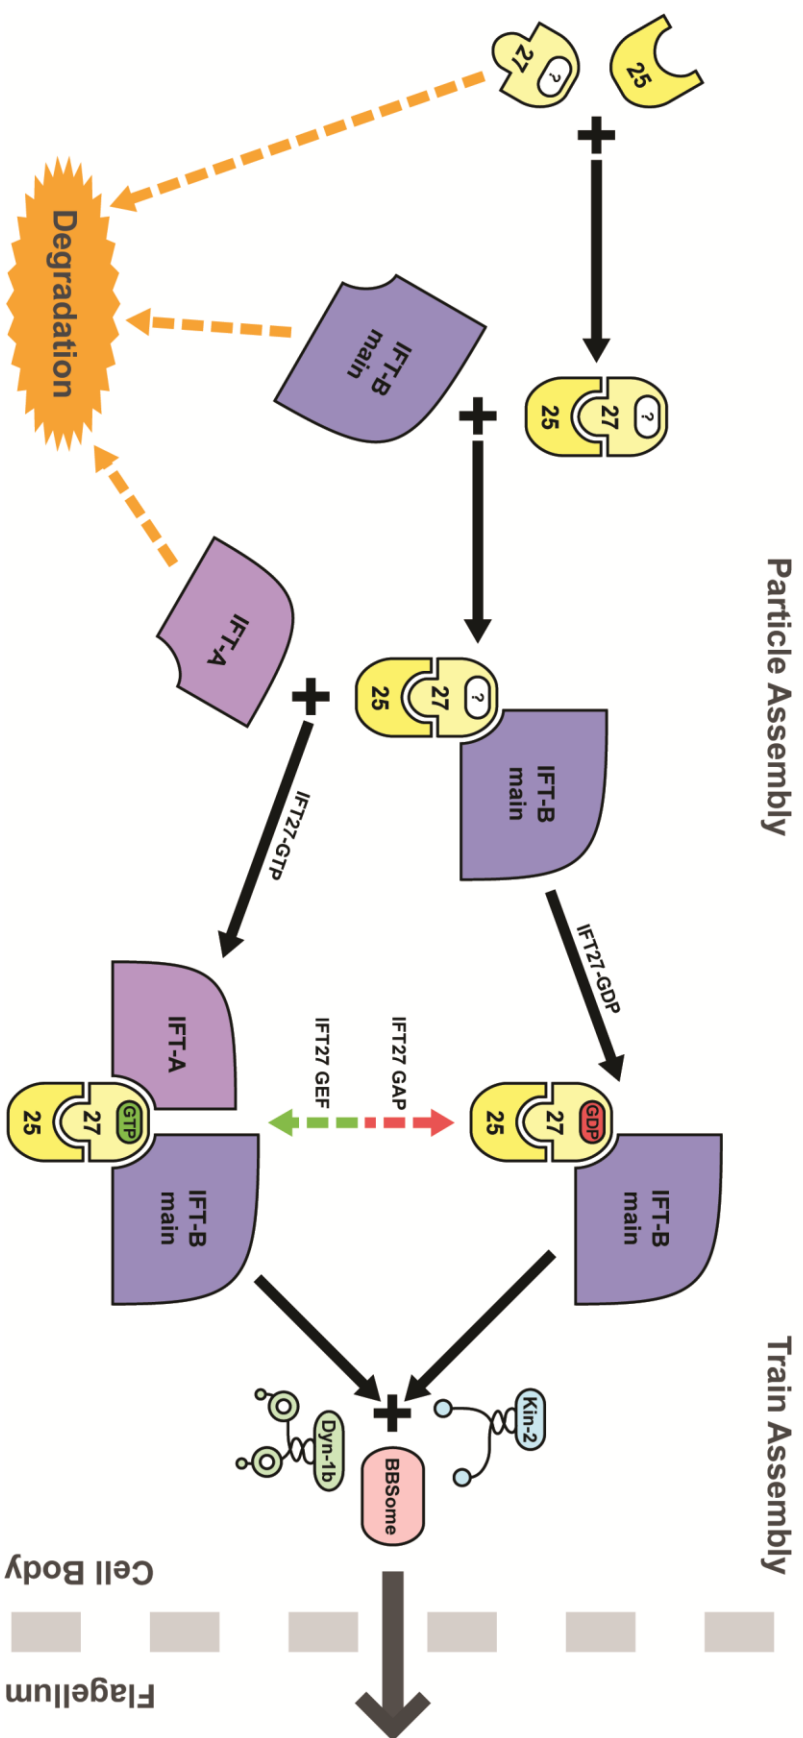 Particle Assembly
Train Assembly
27
?
25
?
27
25
IFT-B
main
Degradation
IFT-A
?
27
25
IFT-B
main
IFT27-GTP
IFT27-GDP
IFT27 GAP
IFT27 GEF
GDP
27
25
IFT-B
main
IFT-A
GTP
27
25
IFT-B
main
Kin-2
BBSome
Dyn-1b
Cell Body
Flagellum